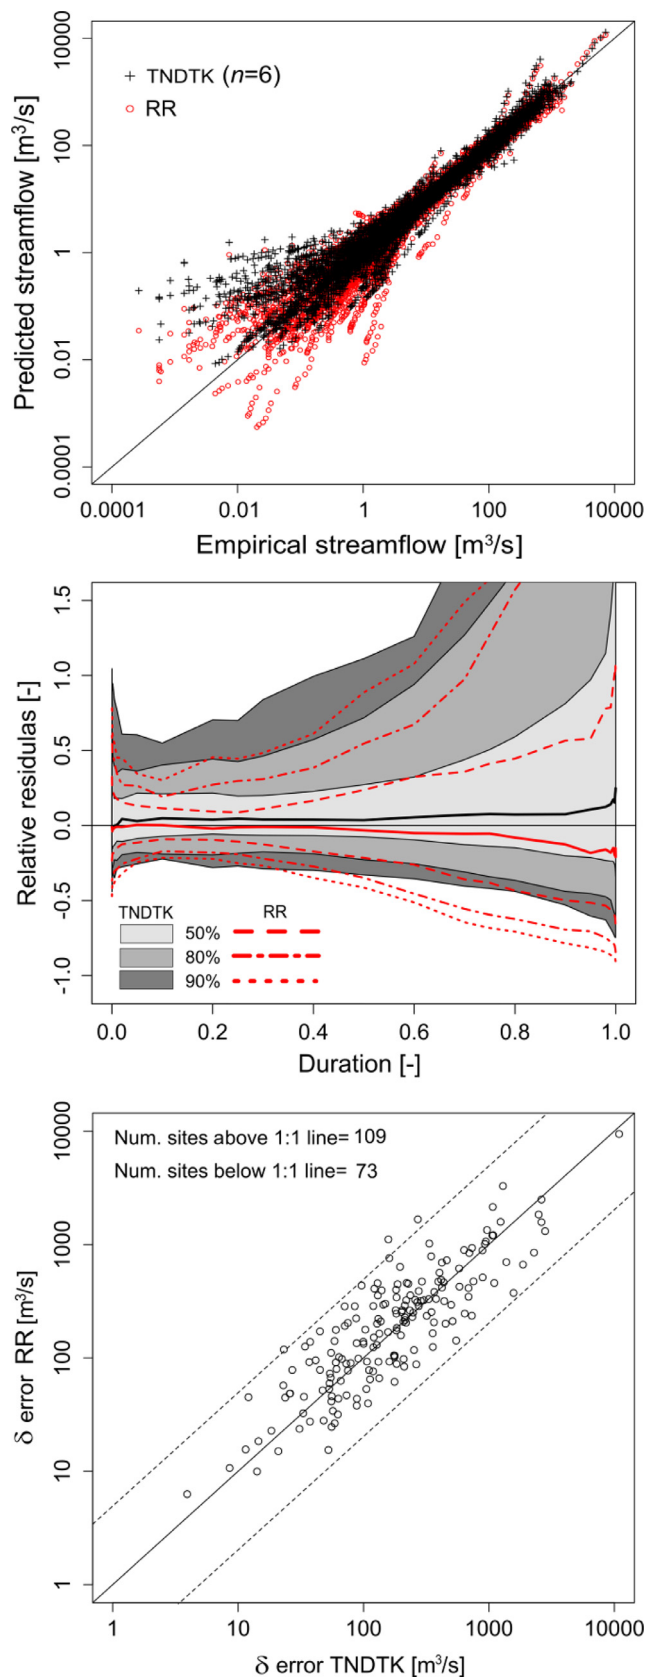 10000
100
1
0.01
0.0001
Predicted streamflow [m³/s]
+ TNDTK (n=6)
○ RR
0.0001 0.01 1 100 10000
Empirical streamflow [m³/s]
1.5
1.0
0.5
0.0
-0.5
-1.0
Relative residulas [-]
TNDTK RR
50%
80%
90%
0.0 0.2 0.4 0.6 0.8 1.0
Duration [-]
10000
1000
100
10
1
δ error RR [m³/s]
Num. sites above 1:1 line= 109
Num. sites below 1:1 line= 73
1 10 100 1000 10000
δ error TNDTK [m³/s]